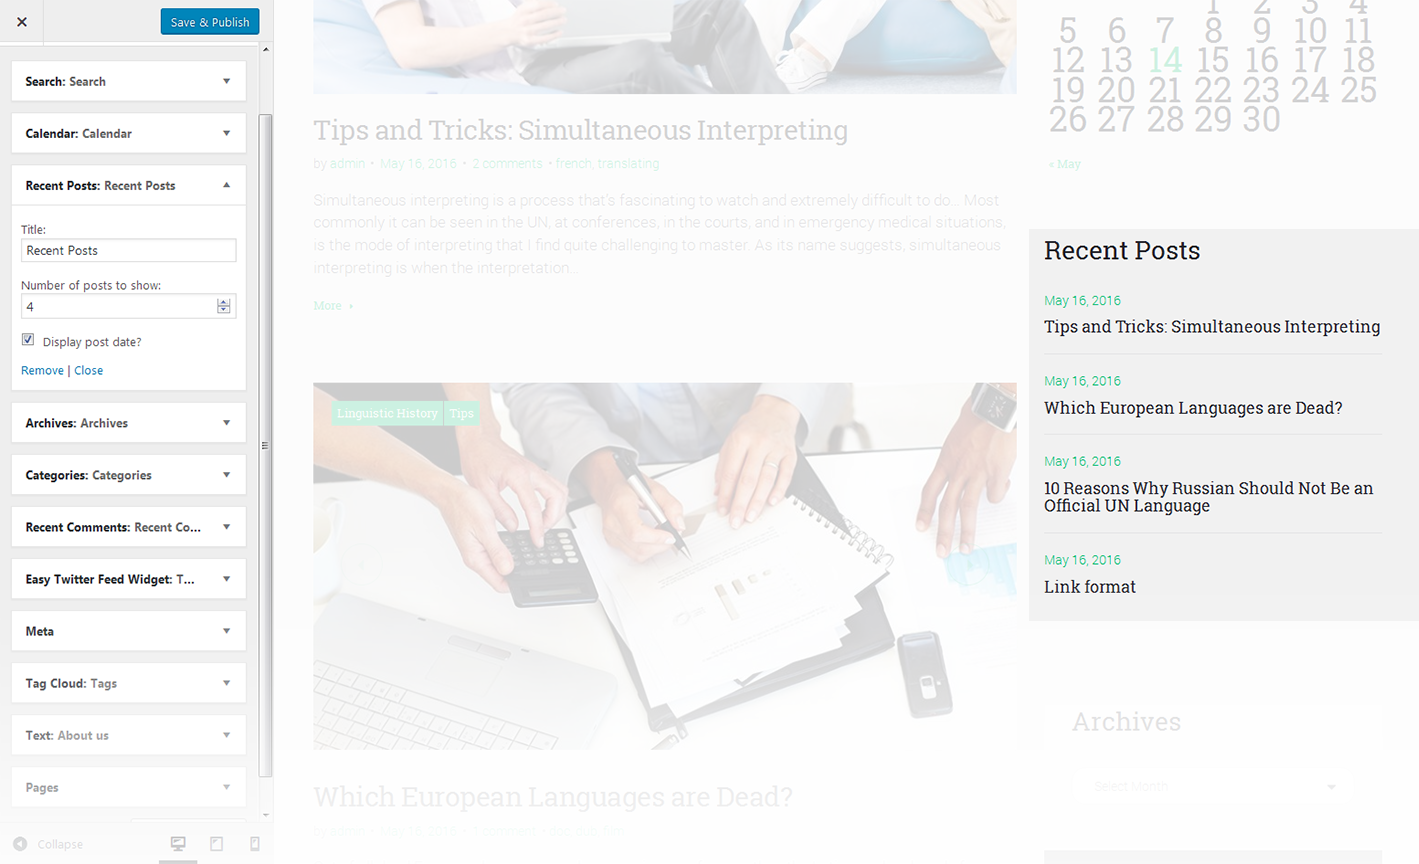 Save & Publish
Search: Search
Calendar: Calendar
Recent Posts: Recent Posts
Title:
Recent Posts
Number of posts to show:
4
Display post date?
Remove | Close
Archives: Archives
Categories: Categories
Recent Comments: Recent Co...
Easy Twitter Feed Widget: T...
Meta
Tag Cloud: Tags
Text: About us
Pages
Collapse
Tips and Tricks: Simultaneous Interpreting
by admin • May 16, 2016 • 2 comments • french, translating
Simultaneous interpreting is a process that's fascinating to watch and extremely difficult to do... Most
commonly it can be seen in the UN, at conferences, in the courts, and in emergency medical situations,
is the mode of interpreting that I find quite challenging to master. As its name suggests, simultaneous
interpreting is when the interpretation...
More
Linguistic History Tips
Which European Languages are Dead?
by admin • May 16, 2016
1 2 3 4
5 6 7 8 9 10 11
12 13 14 15 16 17 18
19 20 21 22 23 24 25
26 27 28 29 30
« May
Recent Posts
May 16, 2016
Tips and Tricks: Simultaneous Interpreting
May 16, 2016
Which European Languages are Dead?
May 16, 2016
10 Reasons Why Russian Should Not Be an
Official UN Language
May 16, 2016
Link format
Archives
Select Month